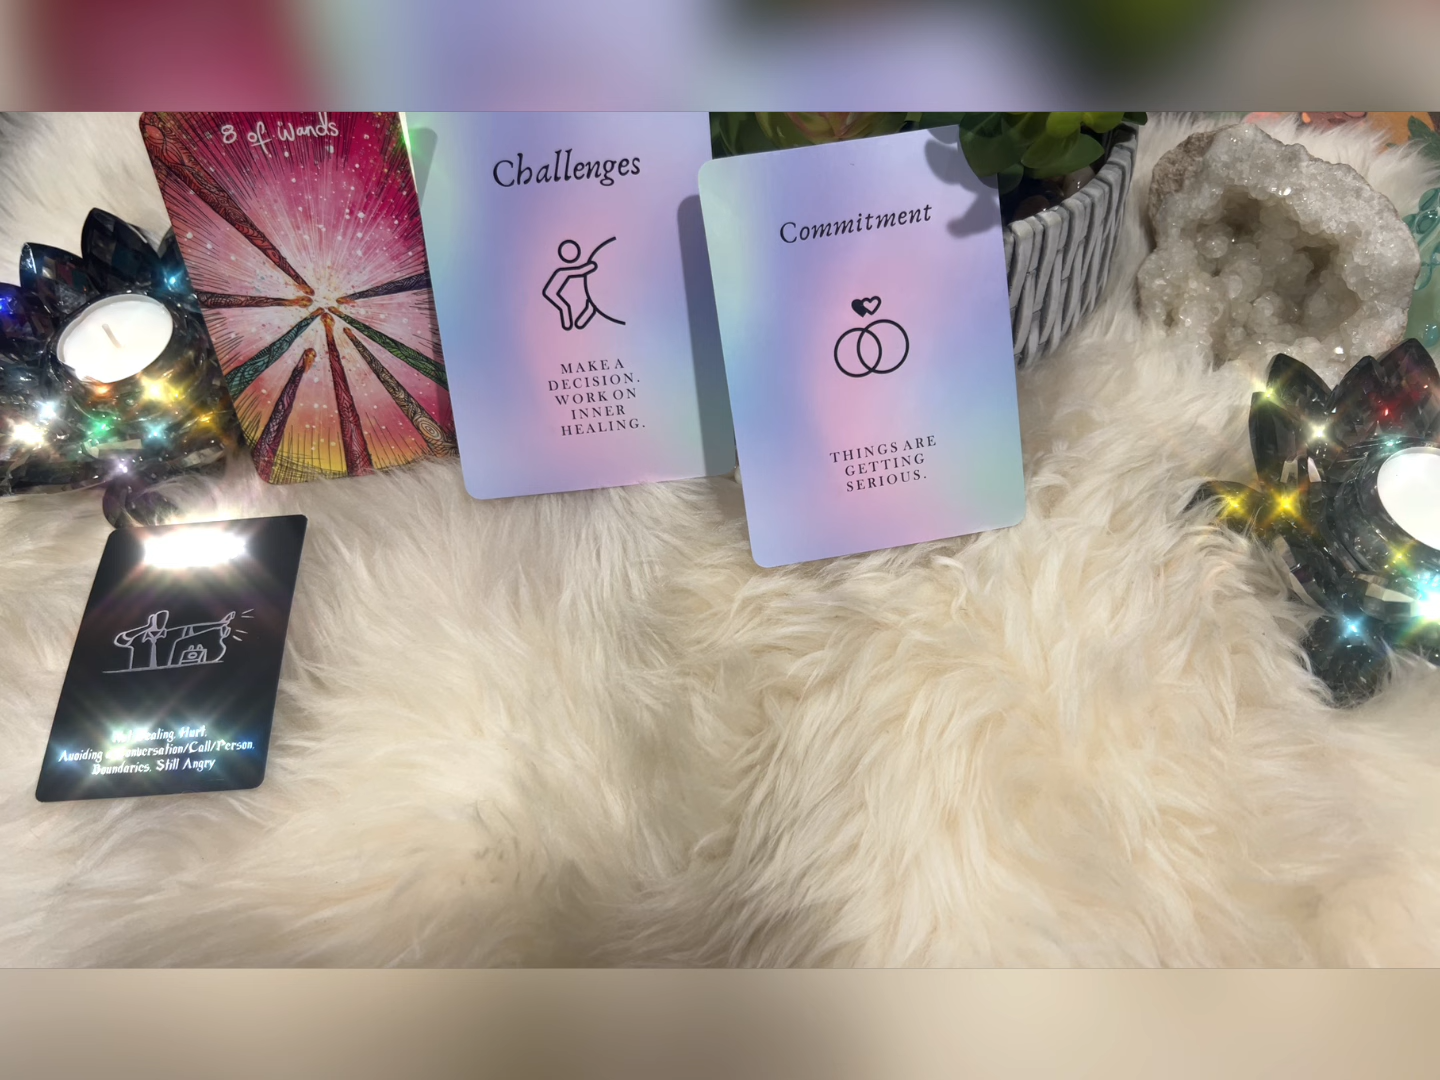 8 of Wands
Challenges
MAKE A
DECISION.
WORK ON
INNER
HEALING.
Commitment
THINGS ARE
GETTING
SERIOUS.
Dealing. Hurt.
Avoiding Conversation/Call/Person.
Boundaries. Still Angry